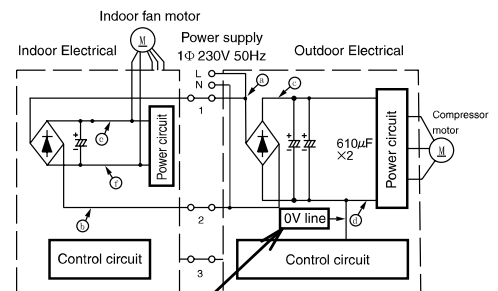 Indoor fan motor
M
Power supply
Indoor Electrical
1Φ 230V 50Hz
Outdoor Electrical
L
N
a
c
1
e
Power circuit
610µF
×2
Power circuit
Compressor
motor
M
f
b
2
0V line
d
Control circuit
3
Control circuit